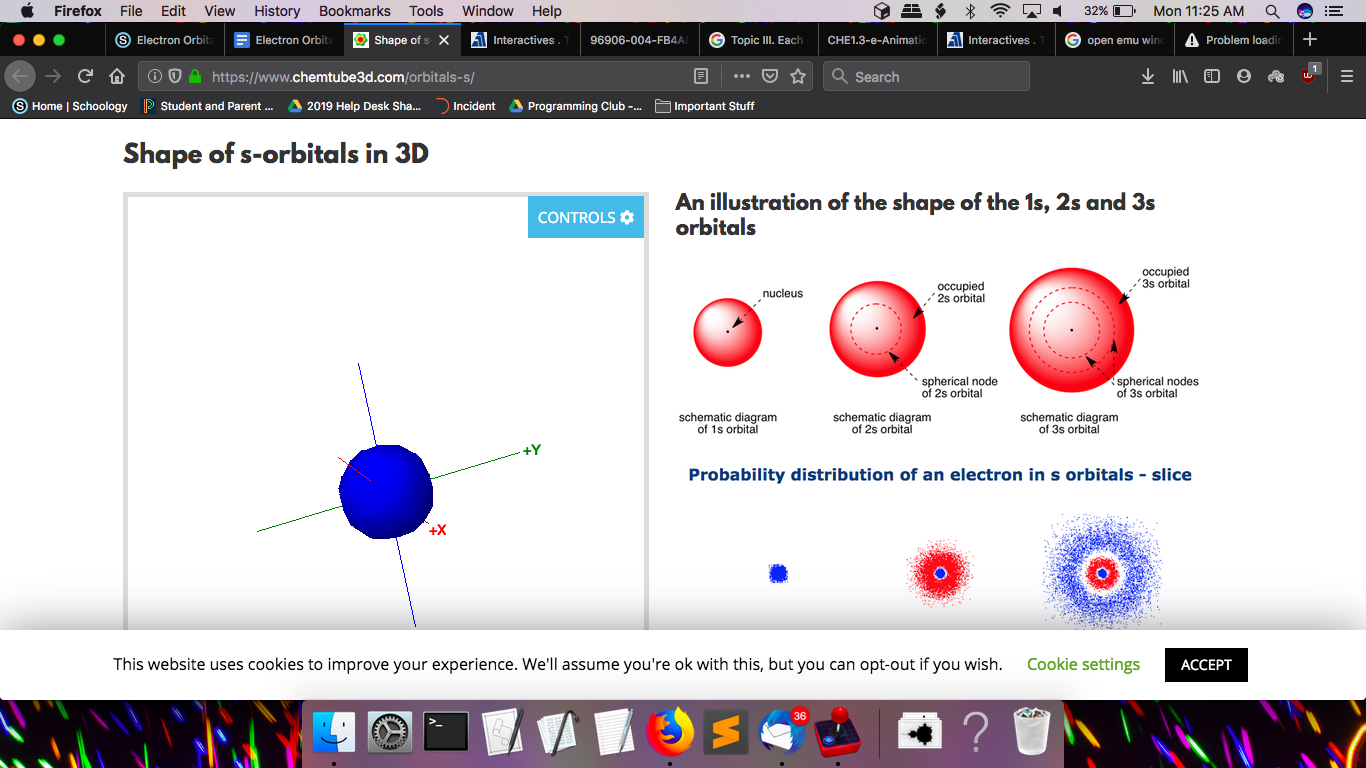 Firefox File Edit View History Bookmarks Tools Window Help 32% Mon 11:25 AM
Electron Orbit
Electron Orbit
Shape of s-
Interactives . T
96906-004-FB4A
Topic III. Each
CHE1.3-e-Animatio
Interactives . T
open emu wind
Problem loadin
https://www.chemtube3d.com/orbitals-s/
Search
1
Home | Schoology
Student and Parent ...
2019 Help Desk Sha...
Incident
Programming Club -...
Important Stuff
Shape of s-orbitals in 3D
CONTROLS
+Y
+X
An illustration of the shape of the 1s, 2s and 3s
orbitals
nucleus
occupied
2s orbital
occupied
3s orbital
spherical node
of 2s orbital
spherical nodes
of 3s orbital
schematic diagram
of 1s orbital
schematic diagram
of 2s orbital
schematic diagram
of 3s orbital
Probability distribution of an electron in s orbitals - slice
This website uses cookies to improve your experience. We'll assume you're ok with this, but you can opt-out if you wish.
Cookie settings
ACCEPT
36